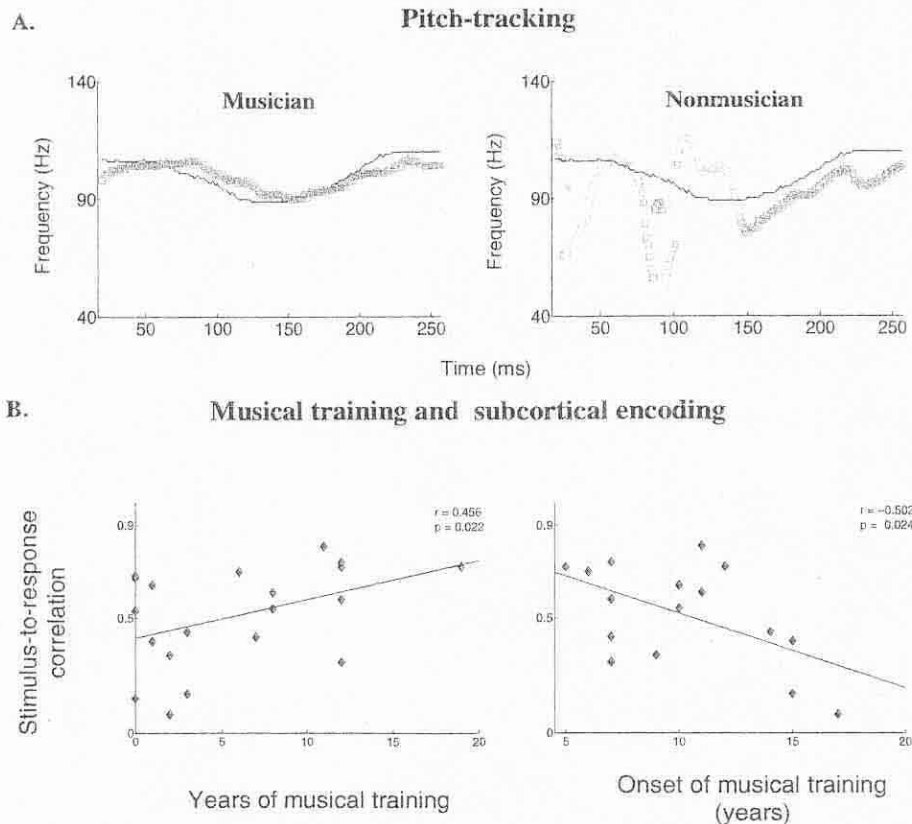 A.
Pitch-tracking
Musician
Nonmusician
Frequency (Hz)
140
90
40
50 100 150 200 250
Frequency (Hz)
140
90
40
50 100 150 200 250
Time (ms)
B.
Musical training and subcortical encoding
Stimulus-to-response
correlation
r = 0.456
p = 0.022
0.9
0.5
0
0 5 10 15 20
Years of musical training
r = -0.502
p = 0.024
0.9
0.5
0
5 10 15 20
Onset of musical training
(years)